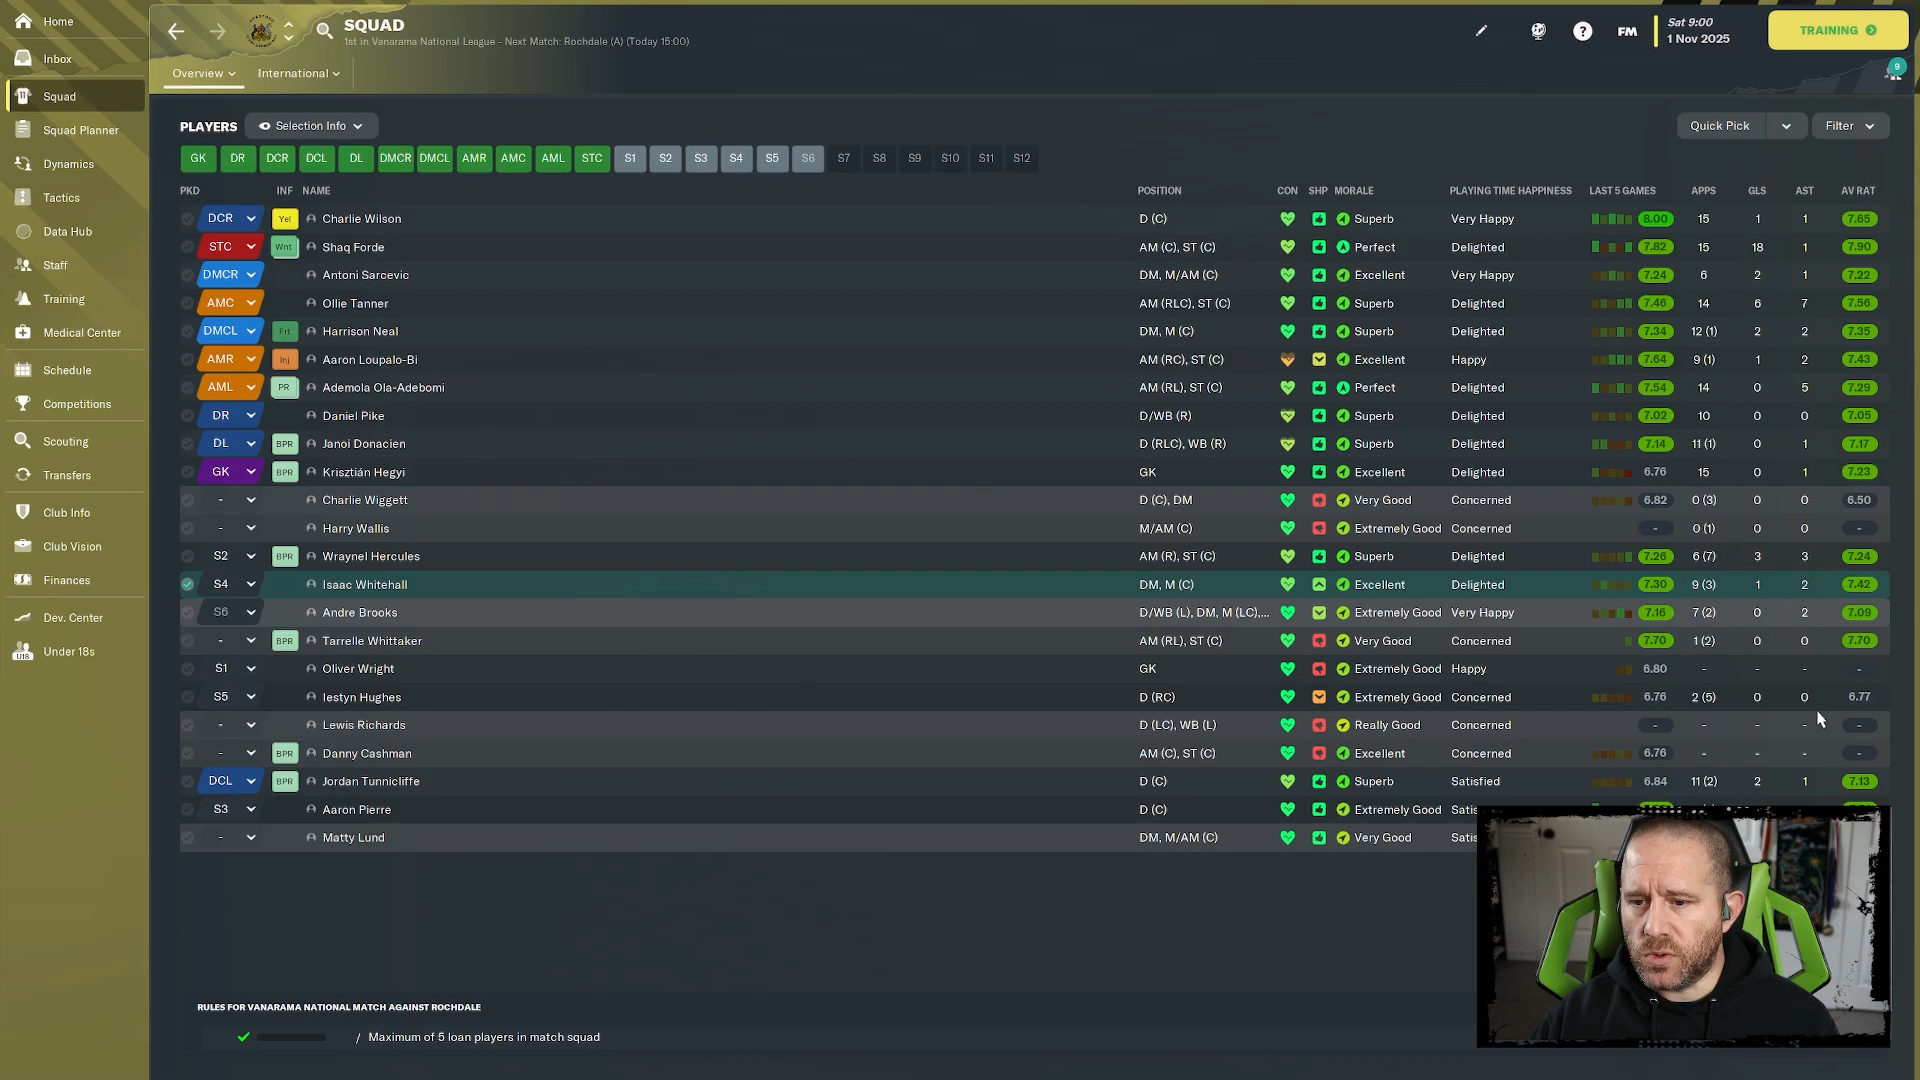 Home
Inbox
Squad
Squad Planner
Dynamics
Tactics
Data Hub
Staff
Training
Medical Center
Schedule
Competitions
Scouting
Transfers
Club Info
Club Vision
Finances
Dev. Center
U18 Under 18s
SQUAD
1st in Vanarama National League - Next Match: Rochdale (A) (Today 15:00)
FM
Sat 9:00
1 Nov 2025
TRAINING
9
Overview International
PLAYERS Selection Info Quick Pick Filter
GK DR DCR DCL DL DMCR DMCL AMR AMC AML STC S1 S2 S3 S4 S5 S6 S7 S8 S9 S10 S11 S12
PKD INF NAME POSITION CON SHP MORALE PLAYING TIME HAPPINESS LAST 5 GAMES APPS GLS AST AV RAT
DCR Yel Charlie Wilson D (C) Superb Very Happy 8.00 15 1 1 7.65
STC Wnt Shaq Forde AM (C), ST (C) Perfect Delighted 7.82 15 18 1 7.90
DMCR Antoni Sarcevic DM, M/AM (C) Excellent Very Happy 7.24 6 2 1 7.22
AMC Ollie Tanner AM (RLC), ST (C) Superb Delighted 7.46 14 6 7 7.56
DMCL Frt Harrison Neal DM, M (C) Superb Delighted 7.34 12 (1) 2 2 7.35
AMR Inj Aaron Loupalo-Bi AM (RC), ST (C) Excellent Happy 7.64 9 (1) 1 2 7.43
AML PR Ademola Ola-Adebomi AM (RL), ST (C) Perfect Delighted 7.54 14 0 5 7.29
DR Daniel Pike D/WB (R) Superb Delighted 7.02 10 0 0 7.05
DL BPR Janoi Donacien D (RLC), WB (R) Superb Delighted 7.14 11 (1) 0 1 7.17
GK BPR Krisztián Hegyi GK Excellent Delighted 6.76 15 0 1 7.23
- Charlie Wiggett D (C), DM Very Good Concerned 6.82 0 (3) 0 0 6.50
- Harry Wallis M/AM (C) Extremely Good Concerned - 0 (1) 0 0 -
S2 BPR Wraynel Hercules AM (R), ST (C) Superb Delighted 7.26 6 (7) 3 3 7.24
S4 Isaac Whitehall DM, M (C) Excellent Delighted 7.30 9 (3) 1 2 7.42
S6 Andre Brooks D/WB (L), DM, M (LC),... Extremely Good Very Happy 7.16 7 (2) 0 2 7.09
- BPR Tarrelle Whittaker AM (RL), ST (C) Very Good Concerned 7.70 1 (2) 0 0 7.70
S1 Oliver Wright GK Extremely Good Happy 6.80 - - - -
S5 Iestyn Hughes D (RC) Extremely Good Concerned 6.76 2 (5) 0 0 6.77
- Lewis Richards D (LC), WB (L) Really Good Concerned - - - - -
- BPR Danny Cashman AM (C), ST (C) Excellent Concerned 6.76 - - - -
DCL BPR Jordan Tunnicliffe D (C) Superb Satisfied 6.84 11 (2) 2 1 7.13
S3 Aaron Pierre D (C) Extremely Good Satis
- Matty Lund DM, M/AM (C) Very Good Satis
RULES FOR VANARAMA NATIONAL MATCH AGAINST ROCHDALE
/ Maximum of 5 loan players in match squad